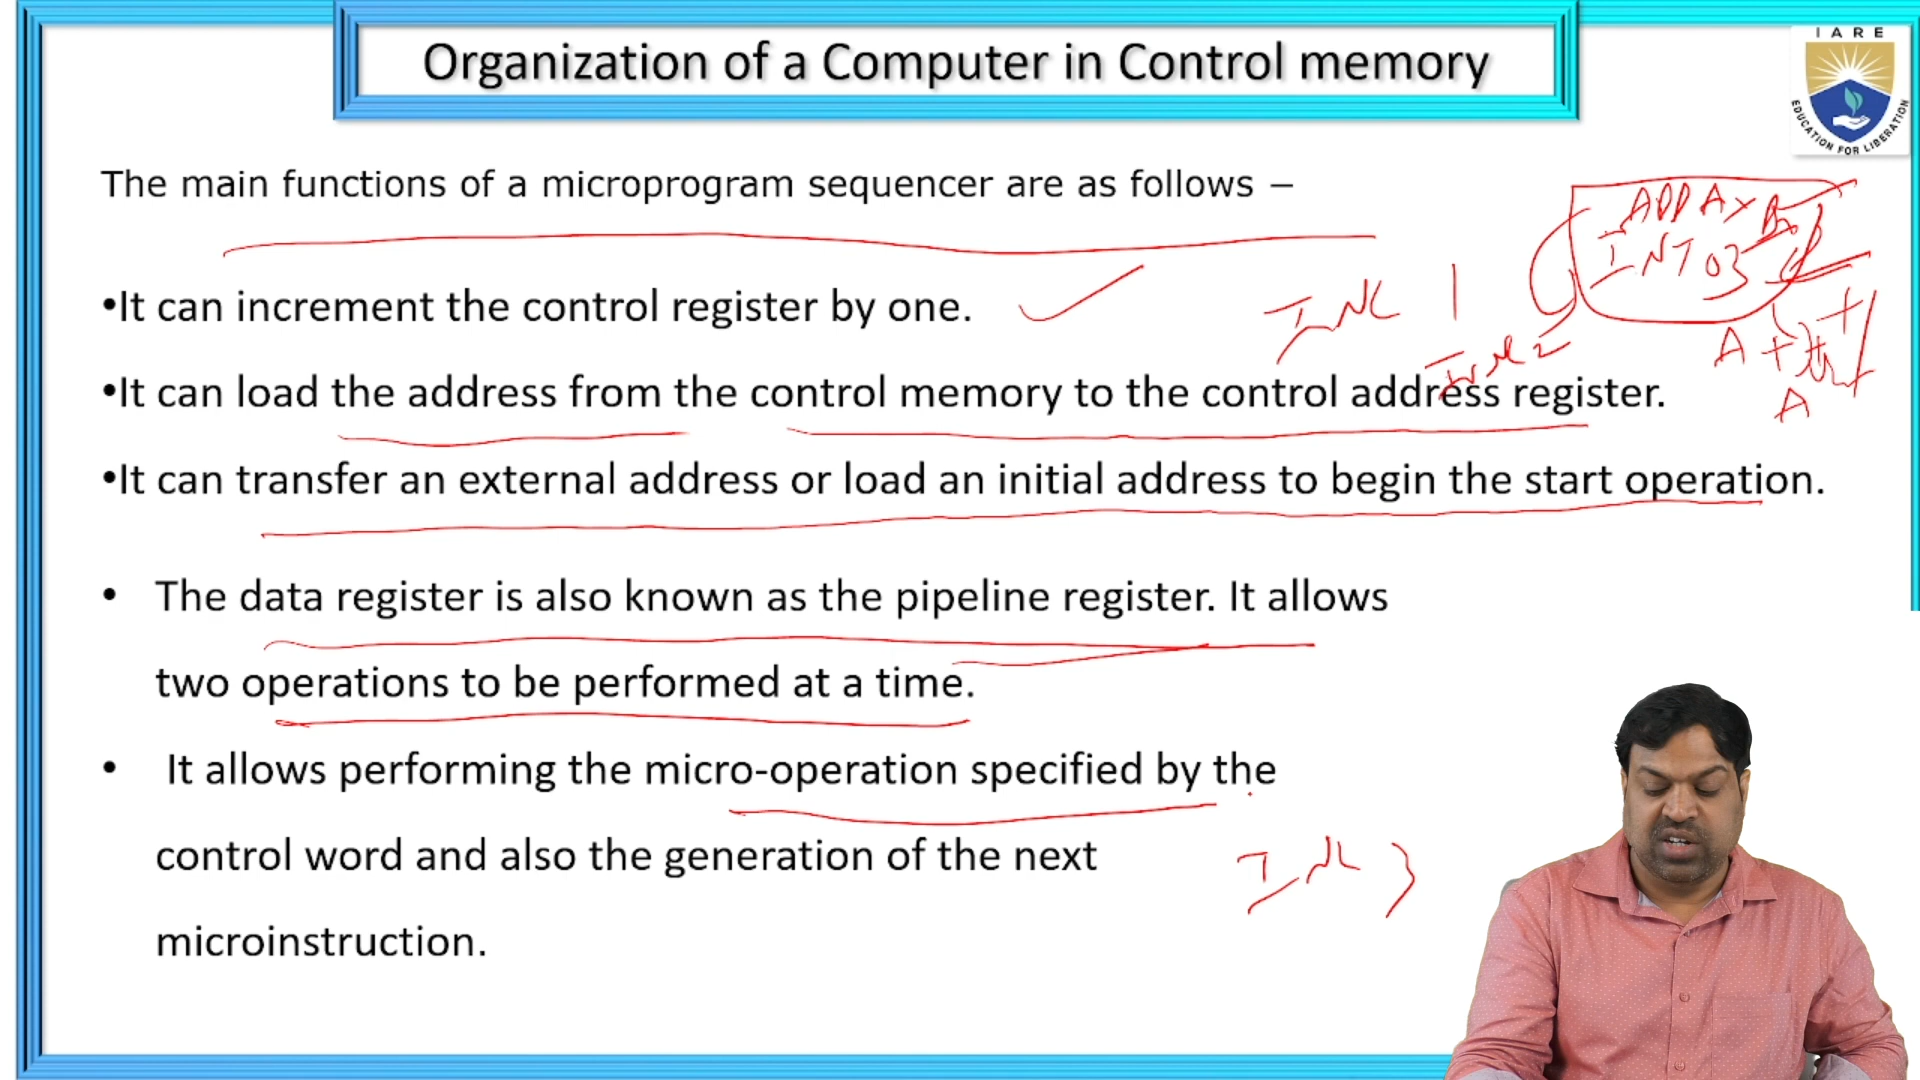 Organization of a Computer in Control memory
I A R E
EDUCATION FOR LIBERATION
The main functions of a microprogram sequencer are as follows –
ADD AX
INT 03
•It can increment the control register by one.
A +
A
•It can load the address from the control memory to the control address register.
•It can transfer an external address or load an initial address to begin the start operation.
• The data register is also known as the pipeline register. It allows
two operations to be performed at a time.
• It allows performing the micro-operation specified by the
control word and also the generation of the next
microinstruction.